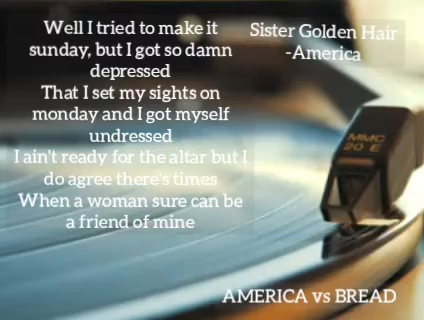 Well I tried to make it
sunday, but I got so damn
depressed
That I set my sights on
monday and I got myself
undressed
I ain't ready for the altar but I
do agree there's times
When a woman sure can be
a friend of mine
Sister Golden Hair
-America
MMC
20 E
AMERICA vs BREAD